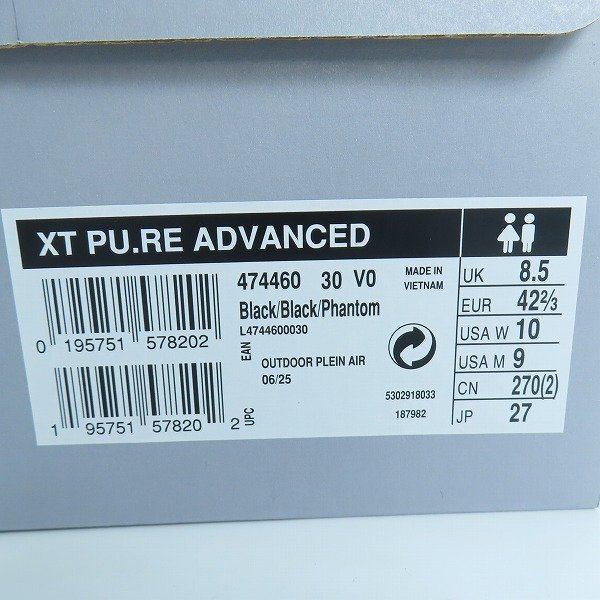 XT PU.RE ADVANCED
474460 30 V0
MADE IN
VIETNAM
Black/Black/Phantom
L4744600030
0 195751 578202
EAN
OUTDOOR PLEIN AIR
06/25
5302918033
187982
1 95751 57820 2
UPC
UK 8.5
EUR 42⅔
USA W 10
USA M 9
CN 270(2)
JP 27